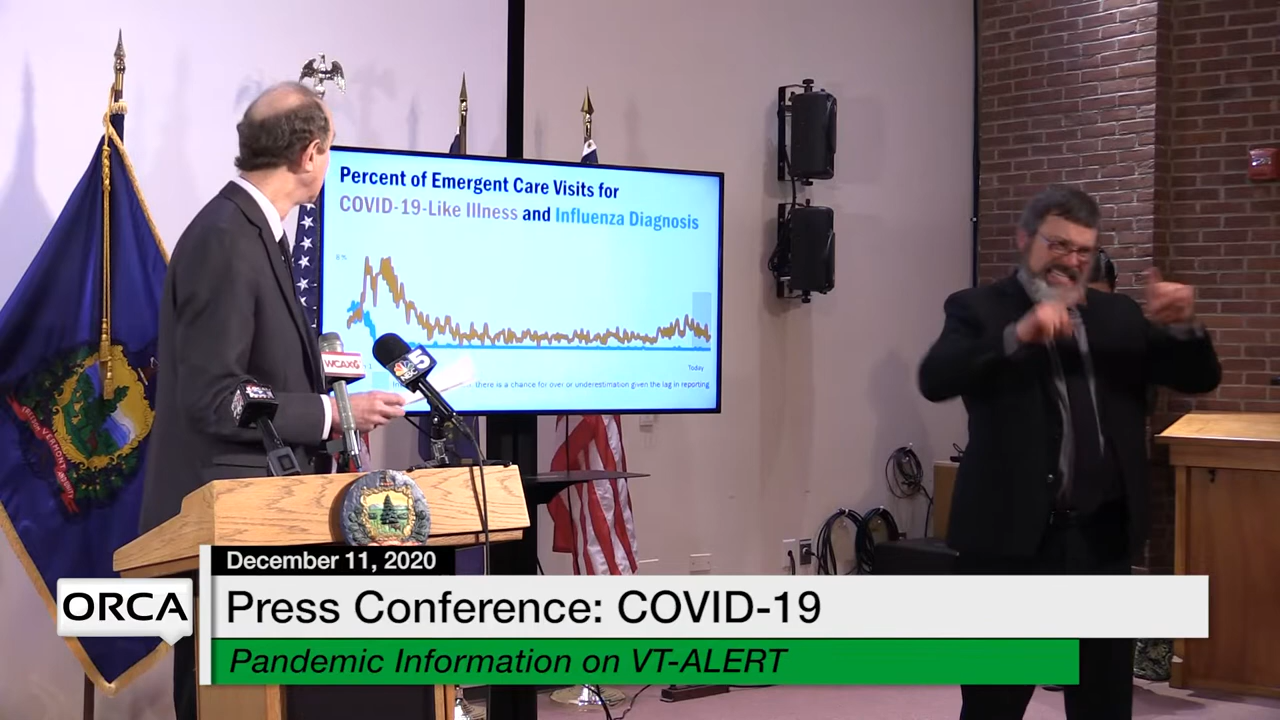 Percent of Emergent Care Visits for
COVID-19-Like Illness and Influenza Diagnosis
8%
Today
there is a chance for over or underestimation given the lag in reporting
WCAX
5
VERMONT
December 11, 2020
ORCA
Press Conference: COVID-19
Pandemic Information on VT-ALERT